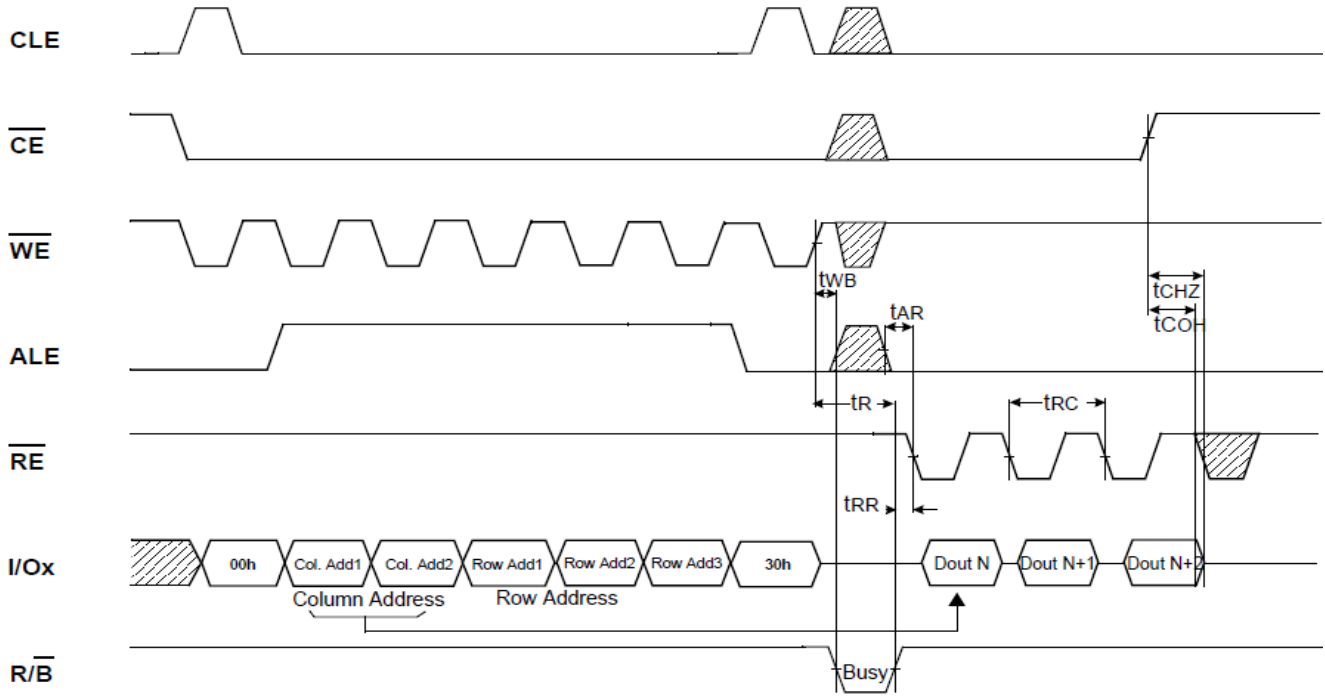 CLE
CE
WE
tWB
tCHZ
tAR
tCOH
ALE
tR
tRC
RE
tRR
I/Ox
00h
Col. Add1
Col. Add2
Row Add1
Row Add2
Row Add3
30h
Dout N
Dout N+1
Dout N+2
Column Address
Row Address
R/B
Busy